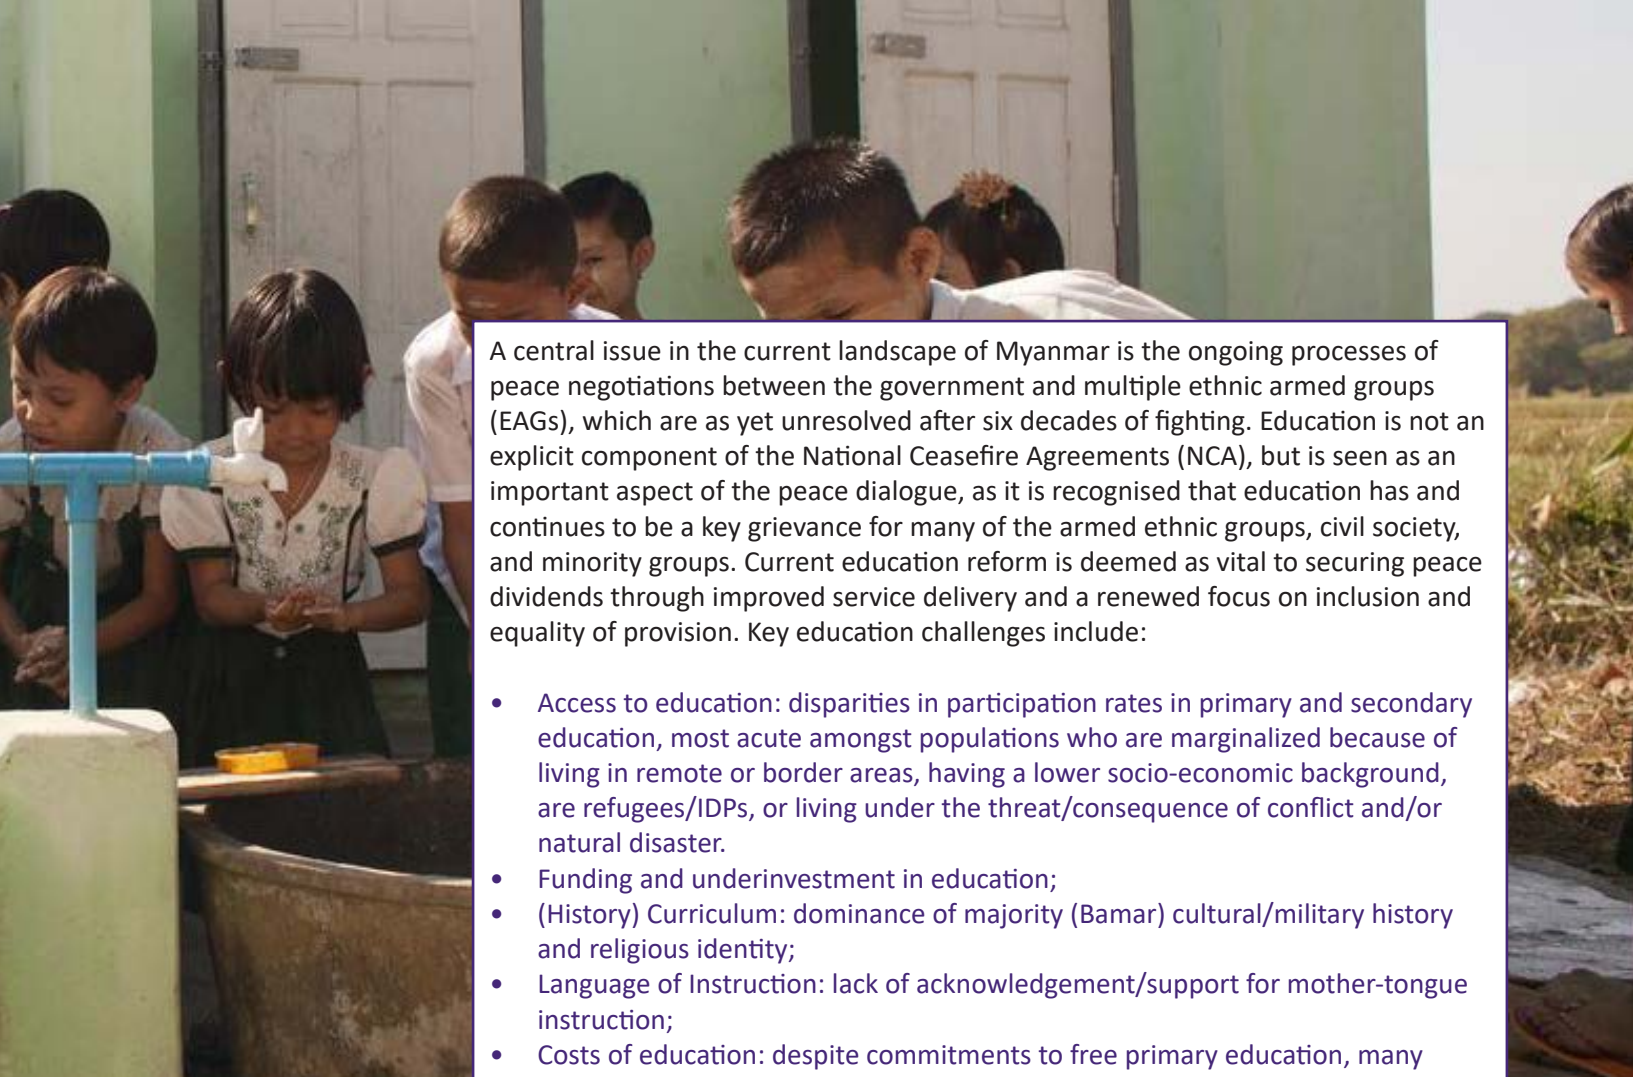 A central issue in the current landscape of Myanmar is the ongoing processes of
peace negotiations between the government and multiple ethnic armed groups
(EAGs), which are as yet unresolved after six decades of fighting. Education is not an
explicit component of the National Ceasefire Agreements (NCA), but is seen as an
important aspect of the peace dialogue, as it is recognised that education has and
continues to be a key grievance for many of the armed ethnic groups, civil society,
and minority groups. Current education reform is deemed as vital to securing peace
dividends through improved service delivery and a renewed focus on inclusion and
equality of provision. Key education challenges include:
• Access to education: disparities in participation rates in primary and secondary
education, most acute amongst populations who are marginalized because of
living in remote or border areas, having a lower socio-economic background,
are refugees/IDPs, or living under the threat/consequence of conflict and/or
natural disaster.
• Funding and underinvestment in education;
• (History) Curriculum: dominance of majority (Bamar) cultural/military history
and religious identity;
• Language of Instruction: lack of acknowledgement/support for mother-tongue
instruction;
• Costs of education: despite commitments to free primary education, many